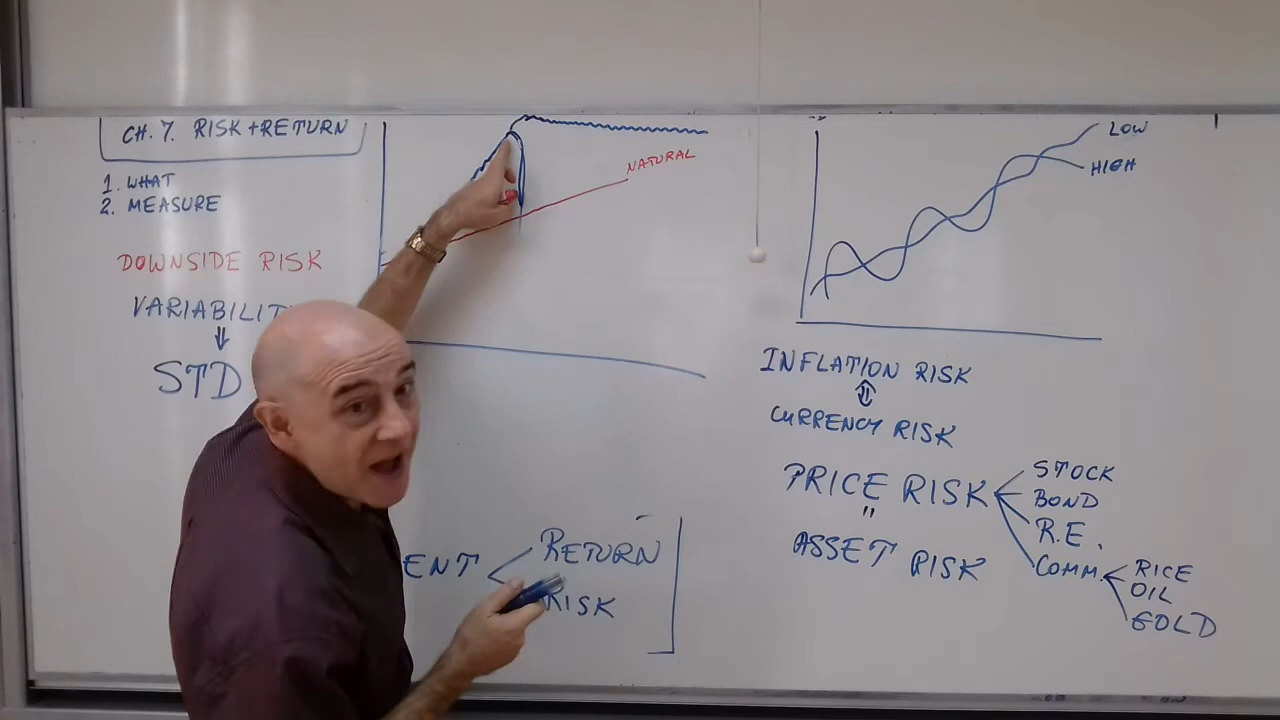 CH. 7. RISK + RETURN
1. WHAT
2. MEASURE
DOWNSIDE RISK
VARIABILIT
STD
NATURAL
ENT
RETURN
RISK
LOW
HIGH
INFLATION RISK
CURRENCY RISK
PRICE RISK
STOCK
BOND
R.E.
COMM.
RICE
OIL
GOLD
"
ASSET RISK